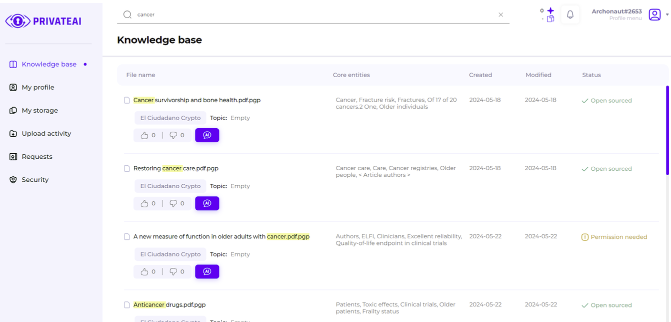 PRIVATEAI
cancer
0
-
Archonaut#2653
Profile menu
Knowledge base
Knowledge base
My profile
My storage
Upload activity
Requests
Security
File name Core entities Created Modified Status
Cancer survivorship and bone health.pdf.pgp
Cancer, Fracture risk, Fractures, Of 17 of 20
cancers.2 One, Older individuals
2024-05-18 2024-05-18 Open sourced
El Ciudadano Crypto Topic: Empty
0 | 0
Restoring cancer care.pdf.pgp
Cancer care, Care, Cancer registries, Older
people, < Article authors >
2024-05-18 2024-05-18 Open sourced
El Ciudadano Crypto Topic: Empty
0 | 0
A new measure of function in older adults with cancer.pdf.pgp
Authors, ELFI, Clinicians, Excellent reliability,
Quality-of-life endpoint in clinical trials
2024-05-22 2024-05-22 Permission needed
El Ciudadano Crypto Topic: Empty
0 | 0
Anticancer drugs.pdf.pgp
Patients, Toxic effects, Clinical trials, Older
patients, Frailty status
2024-05-22 2024-05-22 Open sourced
El Ciudadano Crypto Topic: Empty